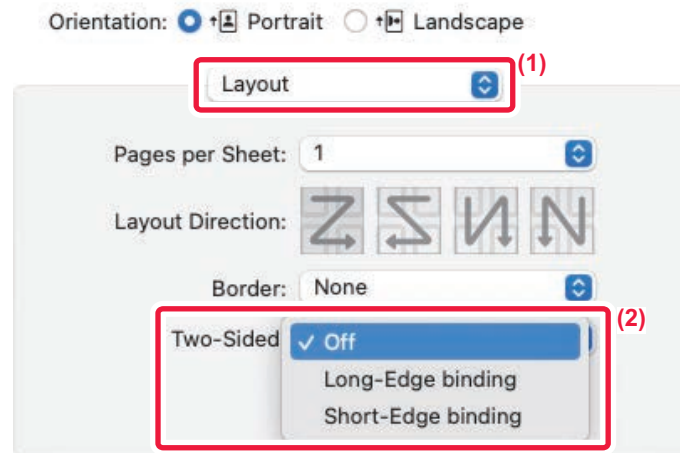 Orientation: Portrait Landscape
(1)
Layout
Pages per Sheet: 1
Layout Direction:
Border: None
(2)
Two-Sided ✓ Off
Long-Edge binding
Short-Edge binding